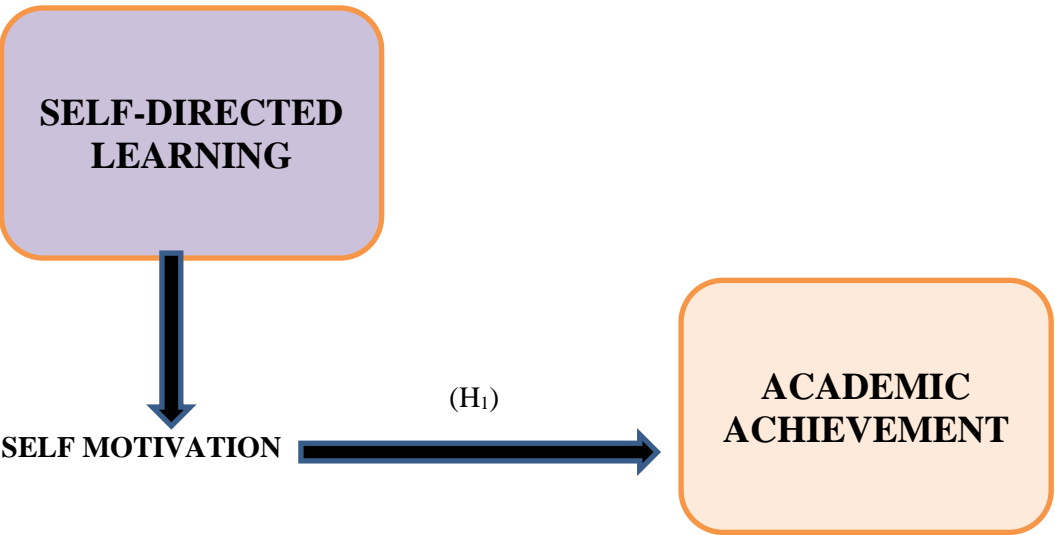 SELF-DIRECTED
LEARNING
(H₁)
ACADEMIC
ACHIEVEMENT
SELF MOTIVATION